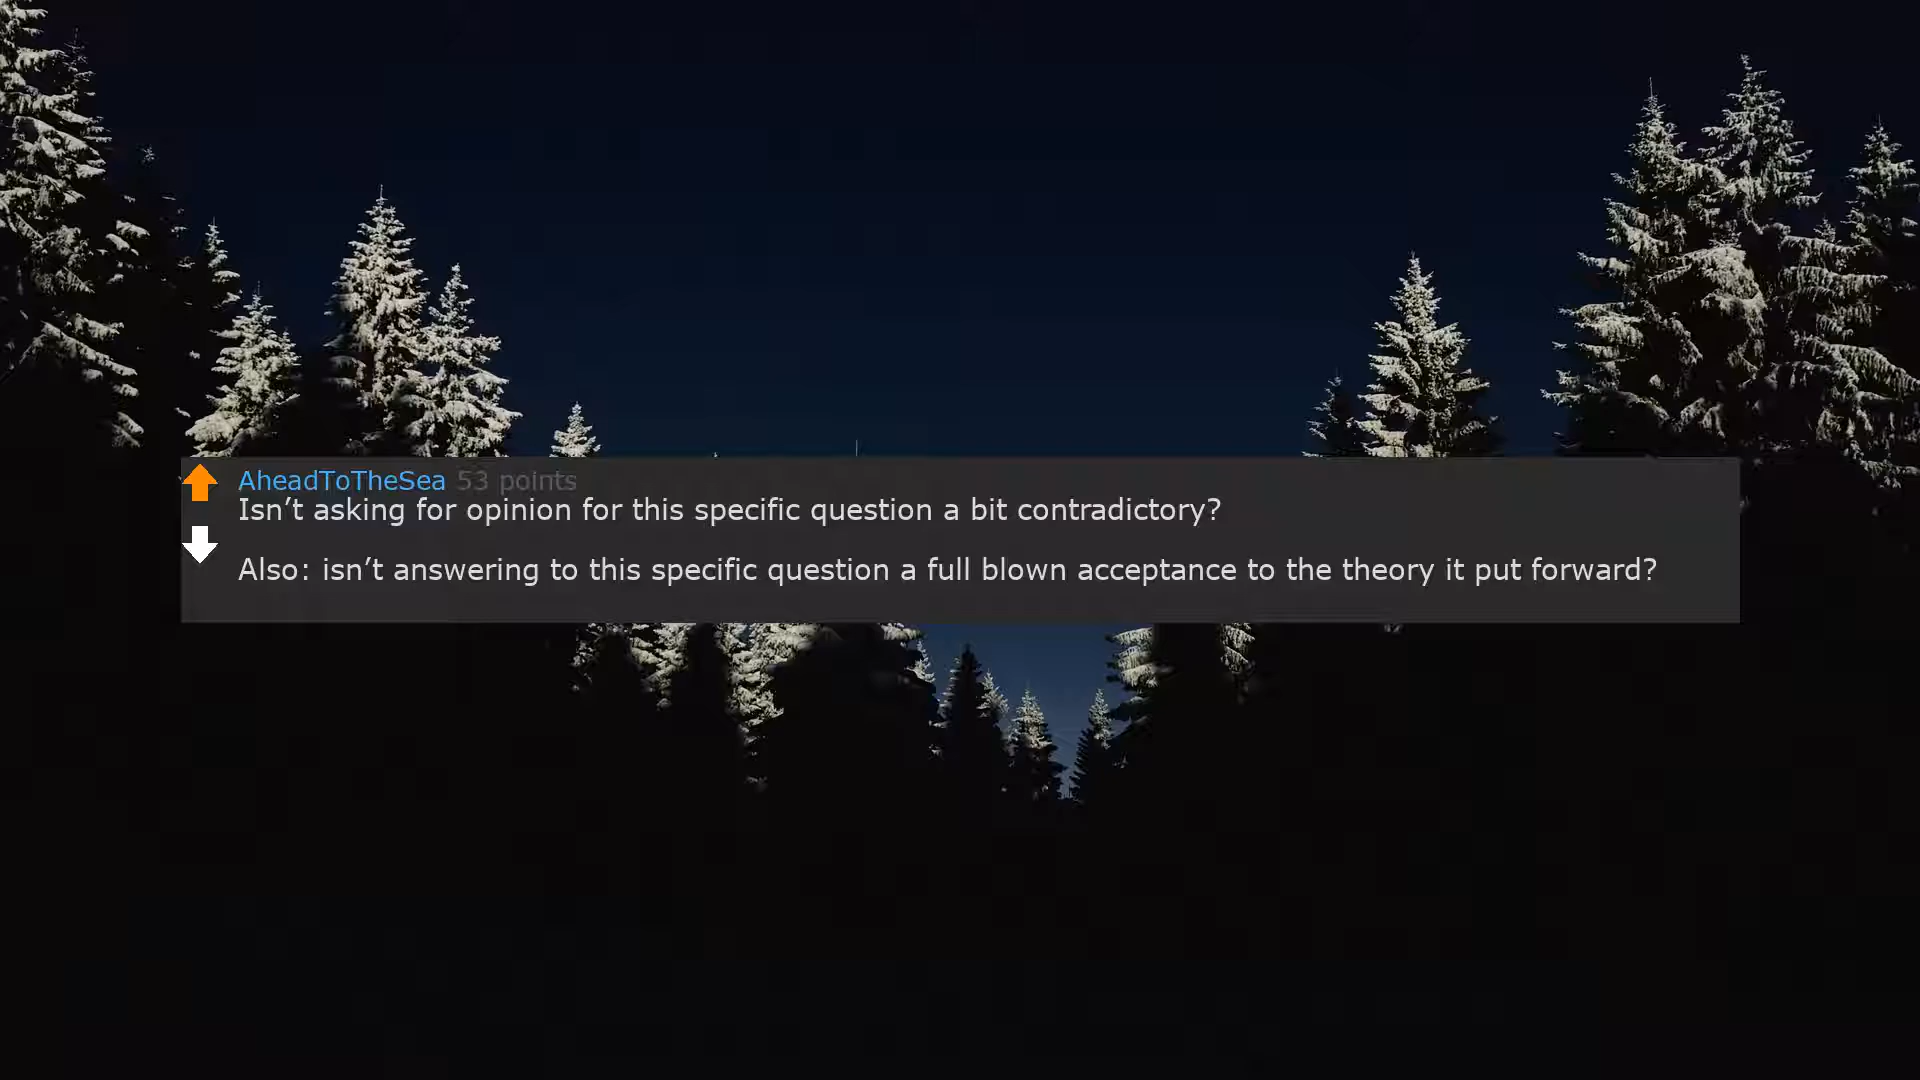 AheadToTheSea 53 points
Isn’t asking for opinion for this specific question a bit contradictory?
Also: isn’t answering to this specific question a full blown acceptance to the theory it put forward?